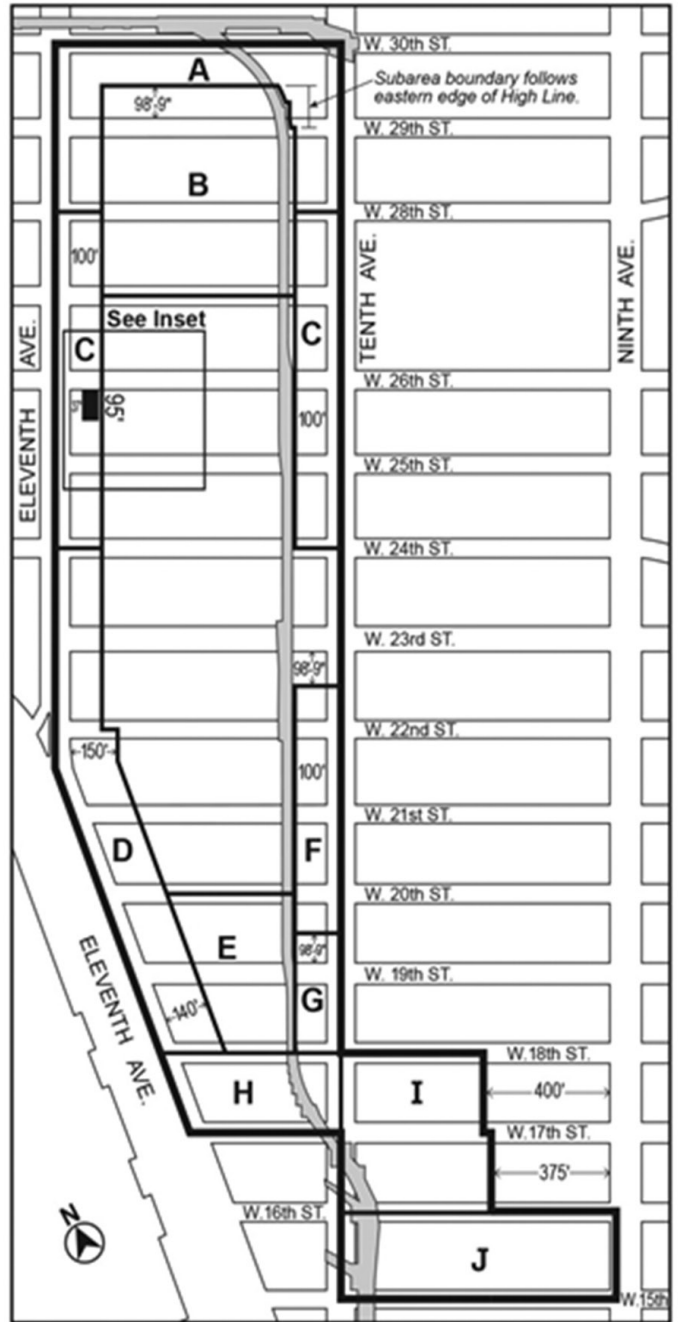 W. 30th ST.
A
Subarea boundary follows
eastern edge of High Line.
98'-9"
W. 29th ST.
B
W. 28th ST.
100'
TENTH AVE.
NINTH AVE.
See Inset
C
C
ELEVENTH AVE.
W. 26th ST.
95'
100'
W. 25th ST.
W. 24th ST.
W. 23rd ST.
98'-9"
W. 22nd ST.
150'
100'
W. 21st ST.
D
F
W. 20th ST.
E
98'-9"
W. 19th ST.
G
140'
ELEVENTH AVE.
W.18th ST.
H
I
400'
W.17th ST.
375'
W.16th ST.
N
J
W.15th